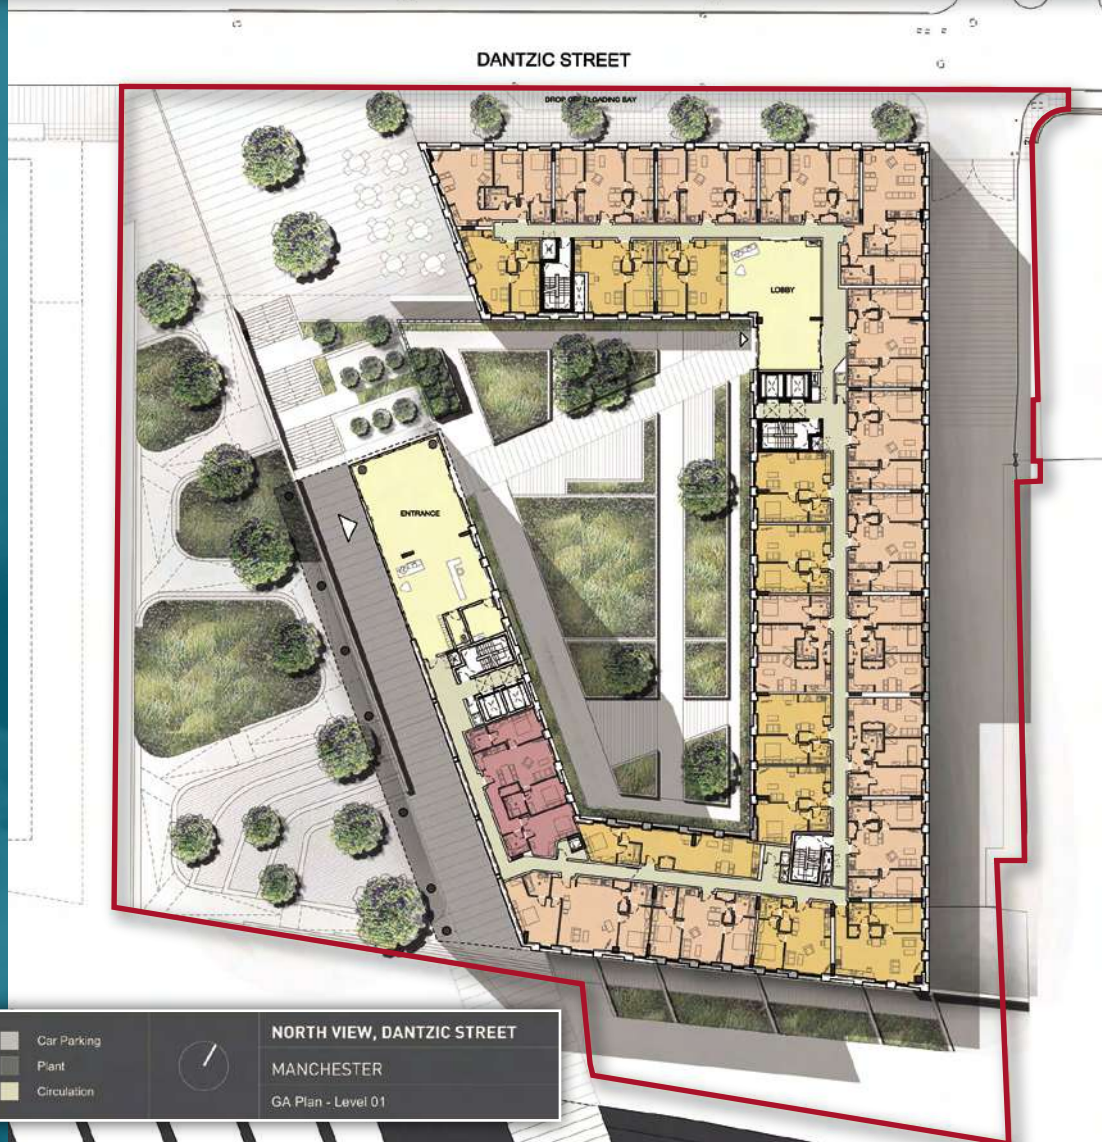 DANTZIC STREET
DROP OFF / LOADING BAY
LOBBY
ENTRANCE
Car Parking
Plant
Circulation
NORTH VIEW, DANTZIC STREET
MANCHESTER
GA Plan - Level 01